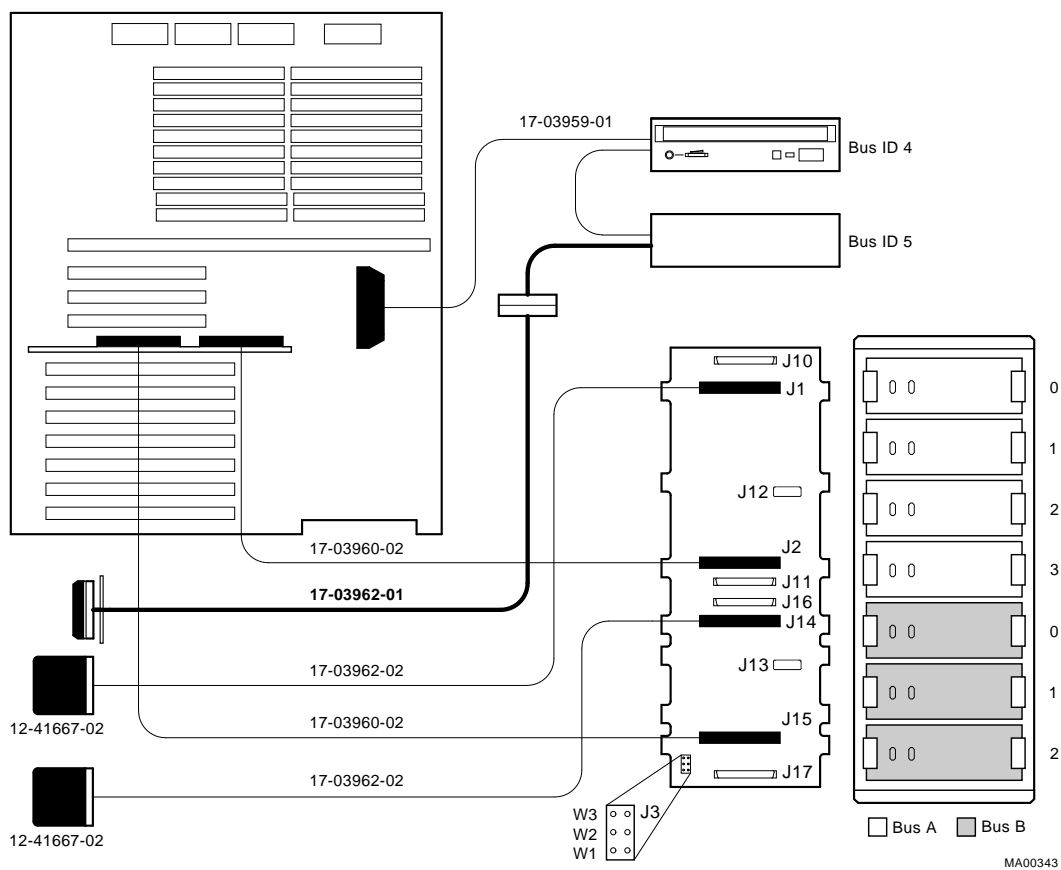 17-03959-01
Bus ID 4
Bus ID 5
J10
J1
0
1
J12
2
17-03960-02
J2
3
J11
17-03962-01
J16
J14
0
17-03962-02
J13
1
12-41667-02
17-03960-02
J15
2
17-03962-02
J17
W3
J3
W2
W1
12-41667-02
Bus A
Bus B
MA00343